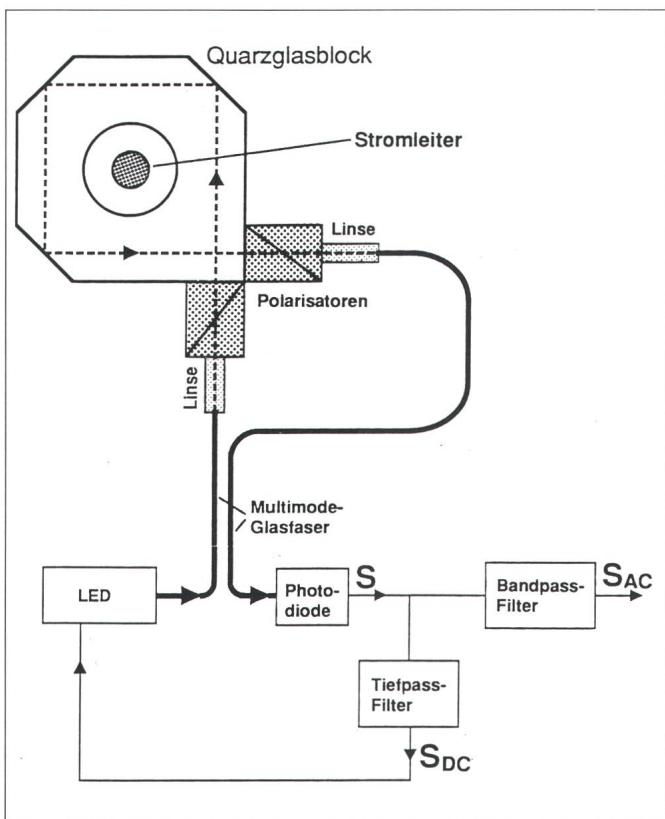 Quarzglasblock
Stromleiter
Linse
Polarisatoren
Linse
Multimode-
Glasfaser
LED
Photo-
diode
S
Bandpass-
Filter
SAC
Tiefpass-
Filter
SDC